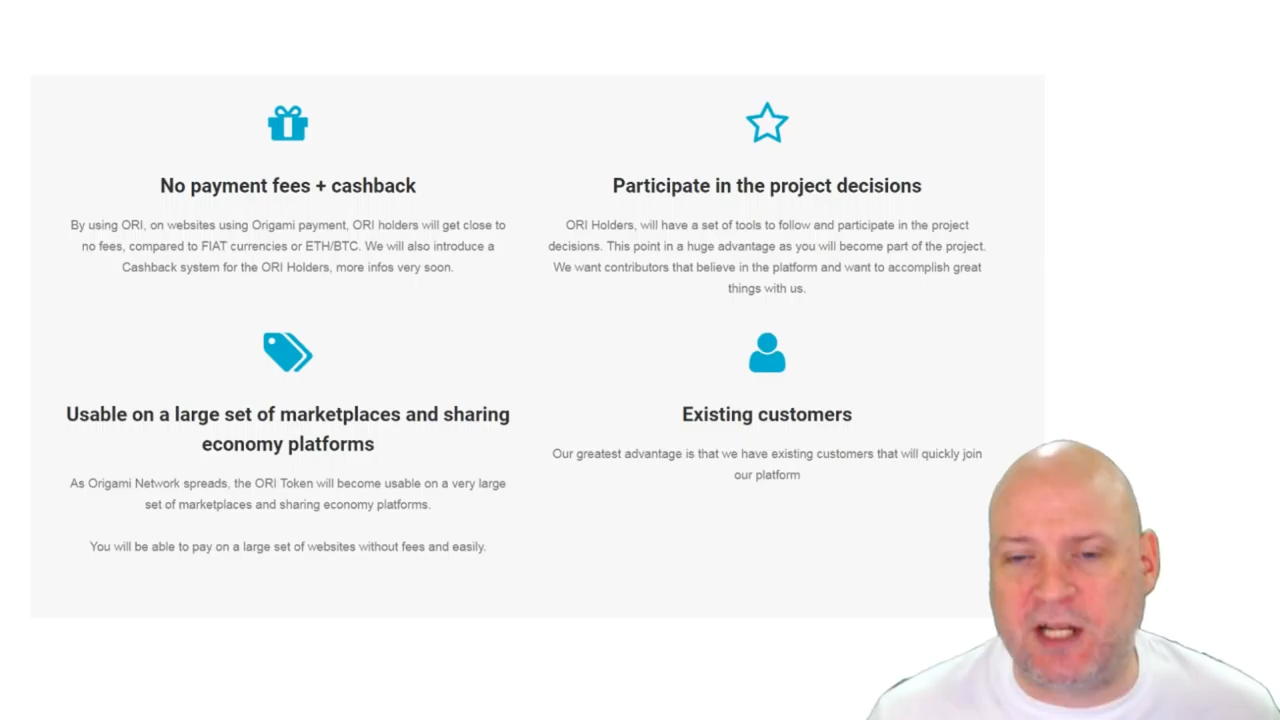 No payment fees + cashback
By using ORI, on websites using Origami payment, ORI holders will get close to
no fees, compared to FIAT currencies or ETH/BTC. We will also introduce a
Cashback system for the ORI Holders, more infos very soon.
Participate in the project decisions
ORI Holders, will have a set of tools to follow and participate in the project
decisions. This point in a huge advantage as you will become part of the project.
We want contributors that believe in the platform and want to accomplish great
things with us.
Usable on a large set of marketplaces and sharing
economy platforms
As Origami Network spreads, the ORI Token will become usable on a very large
set of marketplaces and sharing economy platforms.
You will be able to pay on a large set of websites without fees and easily.
Existing customers
Our greatest advantage is that we have existing customers that will quickly join
our platform